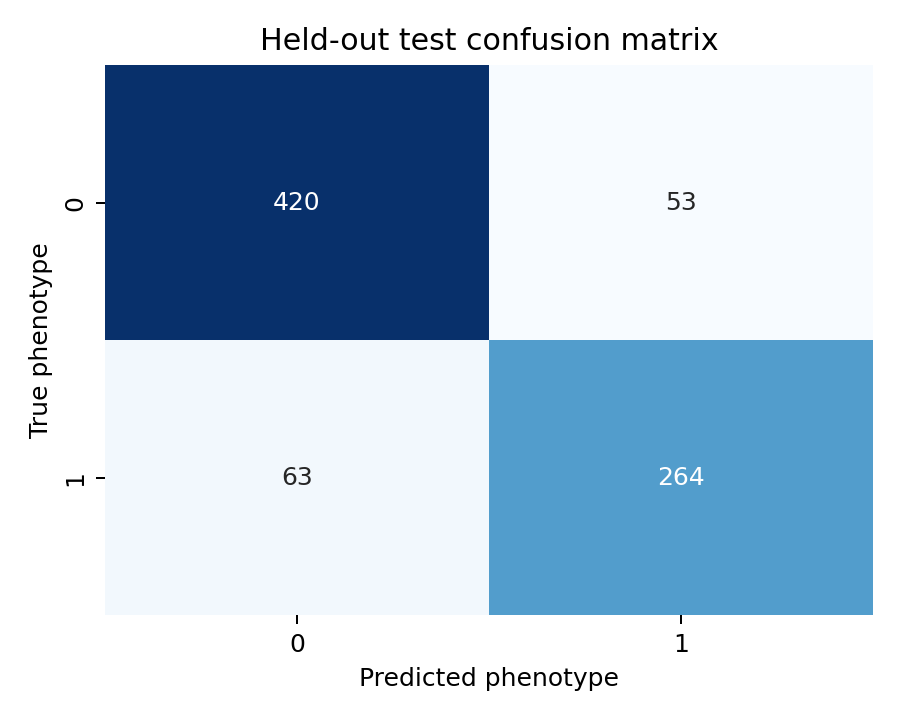 Held-out test confusion matrix
True phenotype
0
420
53
1
63
264
0
1
Predicted phenotype